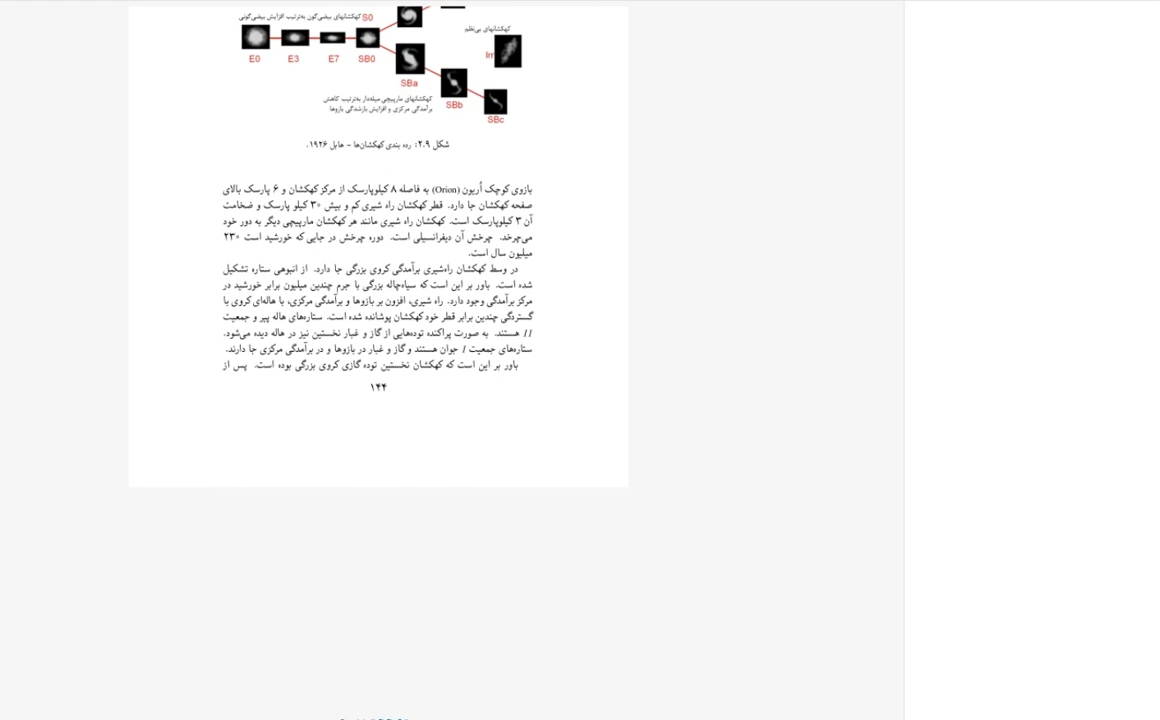 کهکشانهای بیضی‌گون به‌ترتیب افزایش بیضی‌گونی
S0
کهکشانهای بی‌نظم
Irr
E0
E3
E7
SB0
SBa
SBb
SBc
کهکشانهای مارپیچی میله‌دار به‌ترتیب کاهش
برآمدگی مرکزی و افزایش بازشدگی بازوها
شکل ۲.۹: رده بندی کهکشان‌ها - هابل ۱۹۲۶.
بازوی کوچک اُریون (Orion) به فاصله ۸ کیلوپارسک از مرکز کهکشان و ۶ پارسک بالای
صفحه کهکشان جا دارد. قطر کهکشان راه شیری کم و بیش ۳۰ کیلو پارسک و ضخامت
آن ۳ کیلوپارسک است. کهکشان راه شیری مانند هر کهکشان مارپیچی دیگر به دور خود
می‌چرخد. چرخش آن دیفرانسیلی است. دوره چرخش در جایی که خورشید است ۲۳۰
میلیون سال است.
در وسط کهکشان راه‌شیری برآمدگی کروی بزرگی جا دارد. از انبوهی ستاره تشکیل
شده است. باور بر این است که سیاه‌چاله بزرگی با جرم چندین میلیون برابر خورشید در
مرکز برآمدگی وجود دارد. راه شیری، افزون بر بازوها و برآمدگی مرکزی، با هاله‌ای کروی با
گستردگی چندین برابر قطر خود کهکشان پوشانده شده است. ستاره‌های هاله پیر و جمعیت
II هستند. به صورت پراکنده توده‌هایی از گاز و غبار نخستین نیز در هاله دیده می‌شود.
ستاره‌های جمعیت I جوان هستند و گاز و غبار در بازوها و در برآمدگی مرکزی جا دارند.
باور بر این است که کهکشان نخستین توده گازی کروی بزرگی بوده است. پس از
۱۴۴